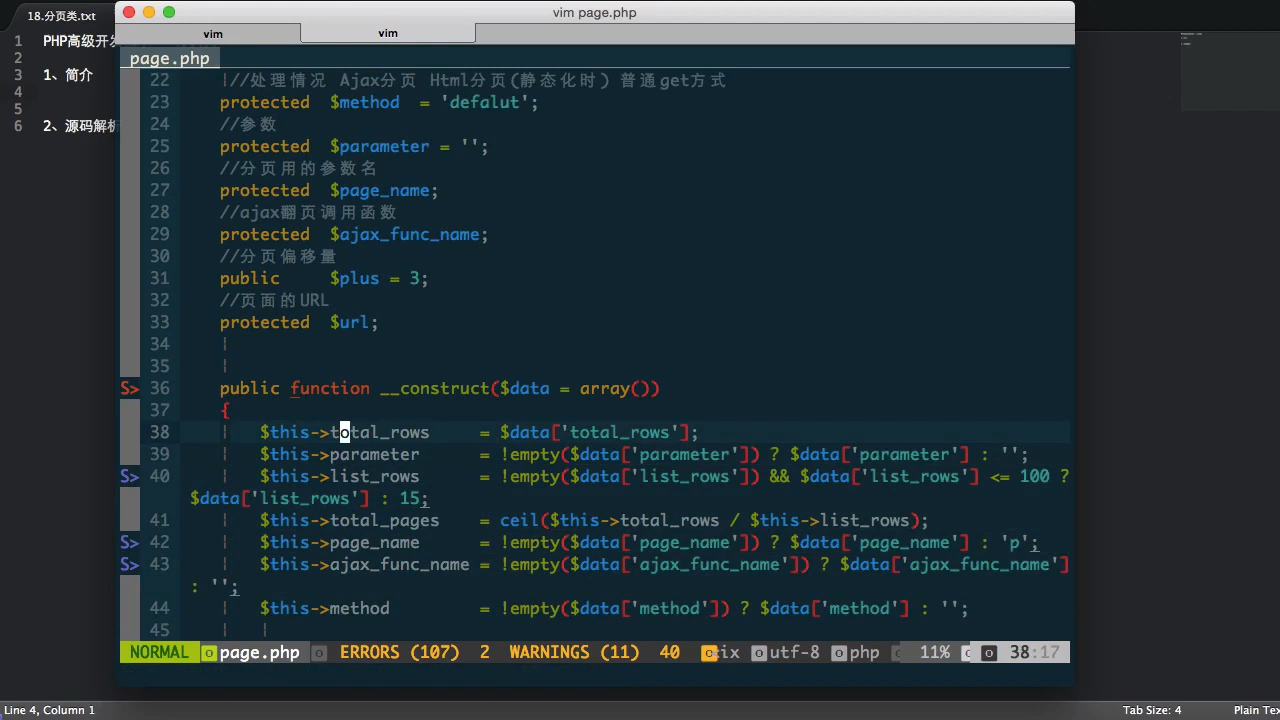 vim page.php
18.分页类.txt
vim
vim
1 PHP高级开发
2
3 1、简介
4
5
6 2、源码解析
page.php
22 //处理情况 Ajax分页 Html分页(静态化时) 普通get方式
23 protected $method = 'defalut';
24 //参数
25 protected $parameter = '';
26 //分页用的参数名
27 protected $page_name;
28 //ajax翻页调用函数
29 protected $ajax_func_name;
30 //分页偏移量
31 public $plus = 3;
32 //页面的URL
33 protected $url;
34
35
S> 36 public function __construct($data = array())
37 {
38 $this->total_rows = $data['total_rows'];
39 $this->parameter = !empty($data['parameter']) ? $data['parameter'] : '';
S> 40 $this->list_rows = !empty($data['list_rows']) && $data['list_rows'] <= 100 ?
$data['list_rows'] : 15;
41 $this->total_pages = ceil($this->total_rows / $this->list_rows);
S> 42 $this->page_name = !empty($data['page_name']) ? $data['page_name'] : 'p';
S> 43 $this->ajax_func_name = !empty($data['ajax_func_name']) ? $data['ajax_func_name']
: '';
44 $this->method = !empty($data['method']) ? $data['method'] : '';
45
NORMAL page.php ERRORS (107) 2 WARNINGS (11) 40 utf-8 php 11% 38:17
Line 4, Column 1 Tab Size: 4